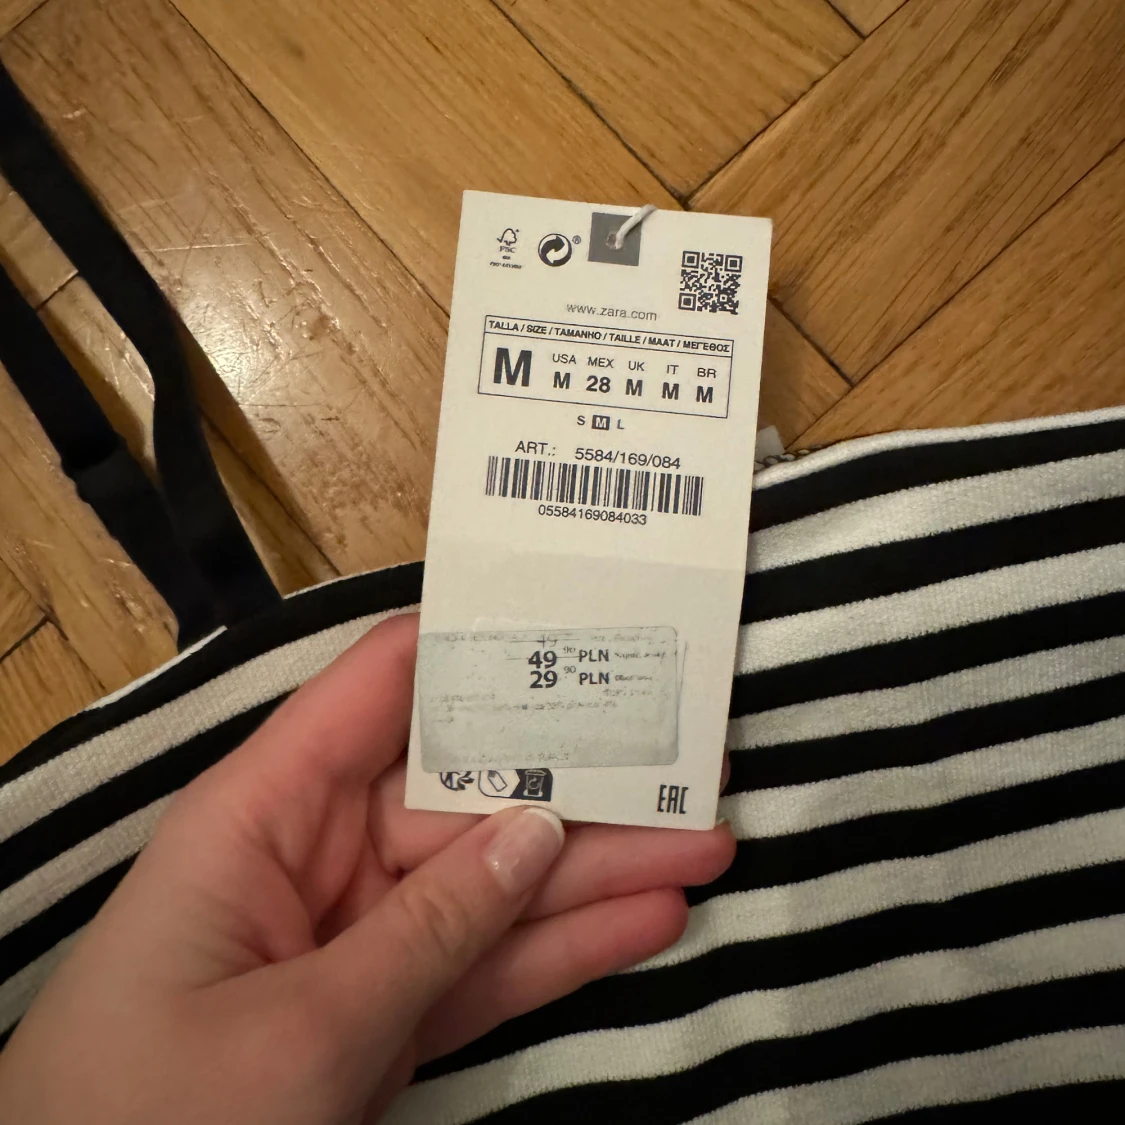 FSC
®
www.zara.com
TALLA / SIZE / TAMANHO / TAILLE / MAAT / ΜΕΓΕΘΟΣ
M USA MEX UK IT BR
M 28 M M M
S M L
ART.: 5584/169/084
05584169084033
49
49 90 PLN
29 90 PLN
EAC